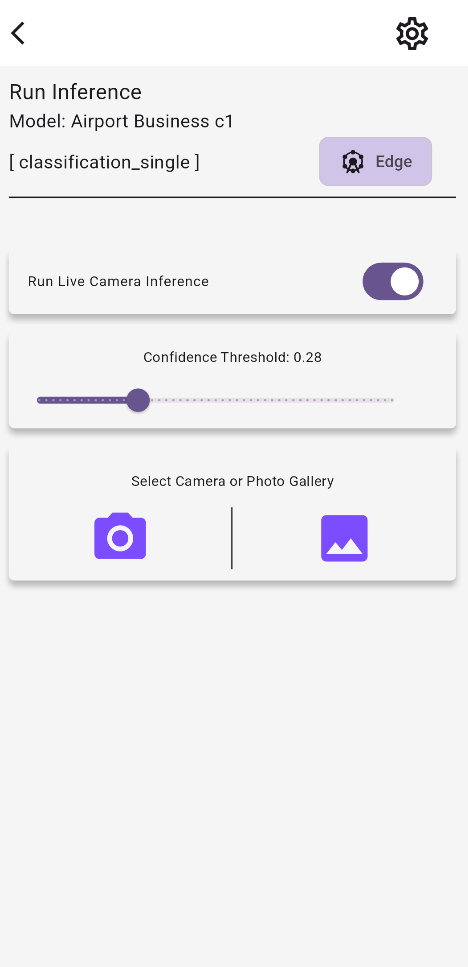 Run Inference
Model: Airport Business c1
[ classification_single ]
Edge
Run Live Camera Inference
Confidence Threshold: 0.28
Select Camera or Photo Gallery